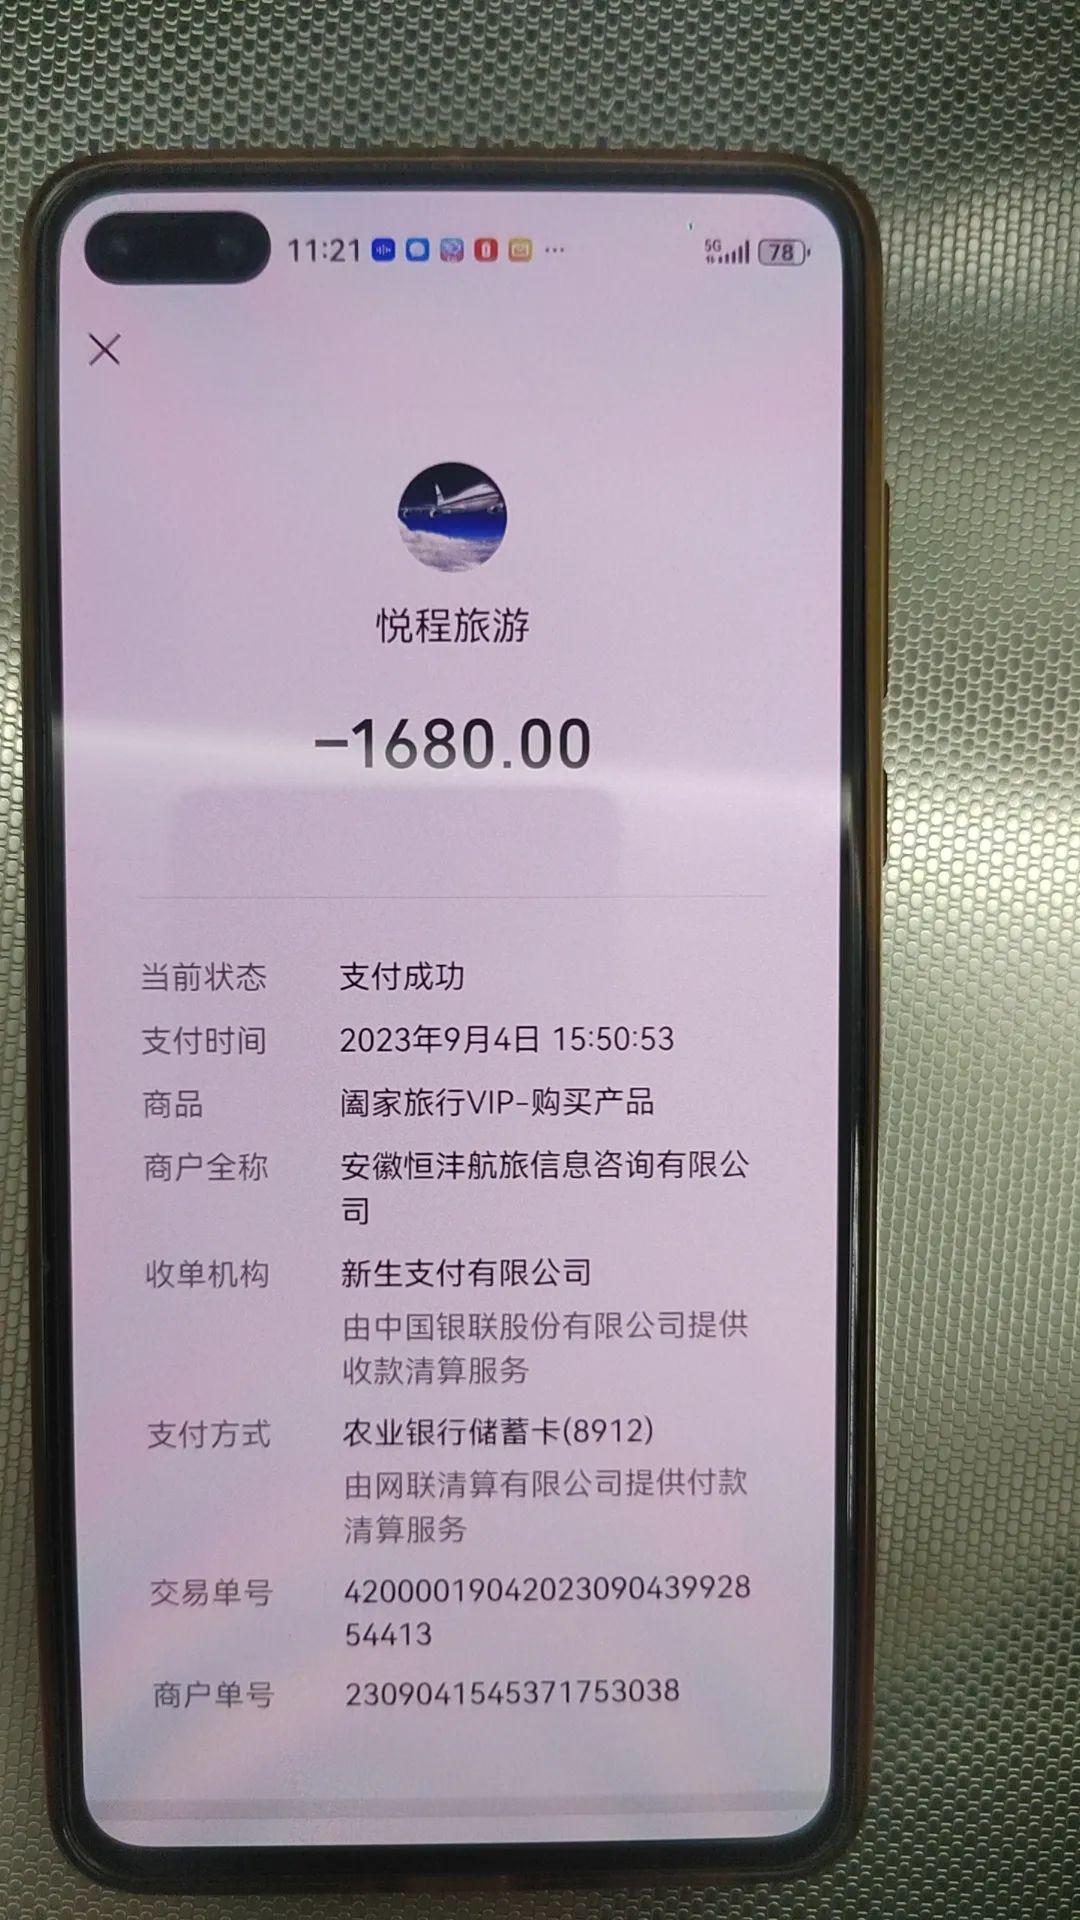 11:21
5G
78
悦程旅游
-1680.00
当前状态 支付成功
支付时间 2023年9月4日 15:50:53
商品 阖家旅行VIP-购买产品
商户全称 安徽恒沣航旅信息咨询有限公
司
收单机构 新生支付有限公司
由中国银联股份有限公司提供
收款清算服务
支付方式 农业银行储蓄卡(8912)
由网联清算有限公司提供付款
清算服务
交易单号 42000019042023090439928
54413
商户单号 2309041545371753038